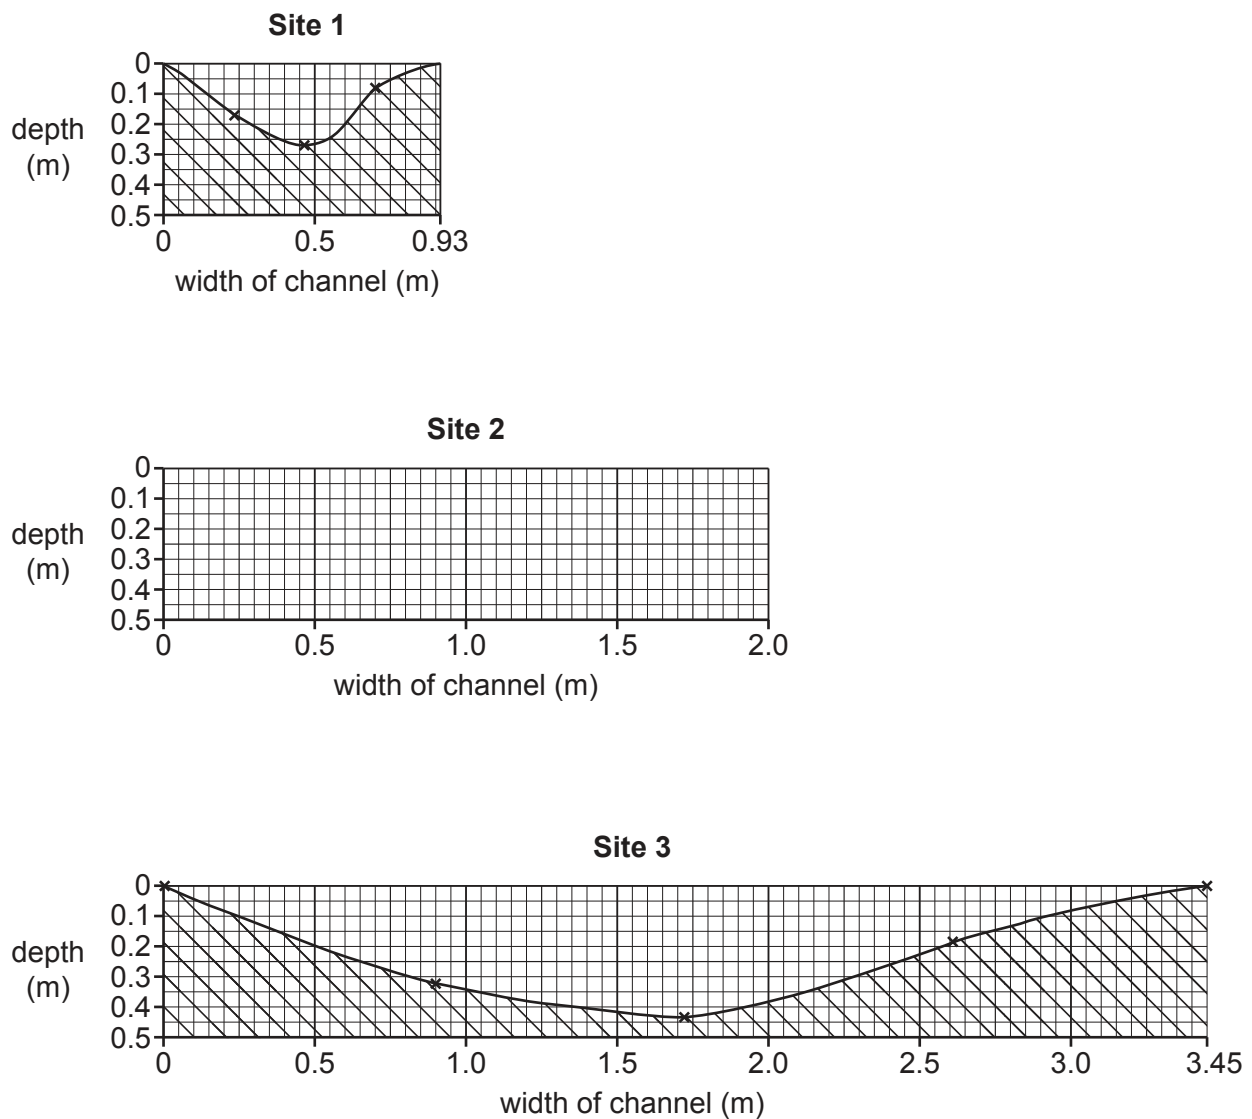 Site 1
0
0.1
0.2
0.3
0.4
0.5
depth
(m)
0 0.5 0.93
width of channel (m)
Site 2
0
0.1
0.2
0.3
0.4
0.5
depth
(m)
0 0.5 1.0 1.5 2.0
width of channel (m)
Site 3
0
0.1
0.2
0.3
0.4
0.5
depth
(m)
0 0.5 1.0 1.5 2.0 2.5 3.0 3.45
width of channel (m)